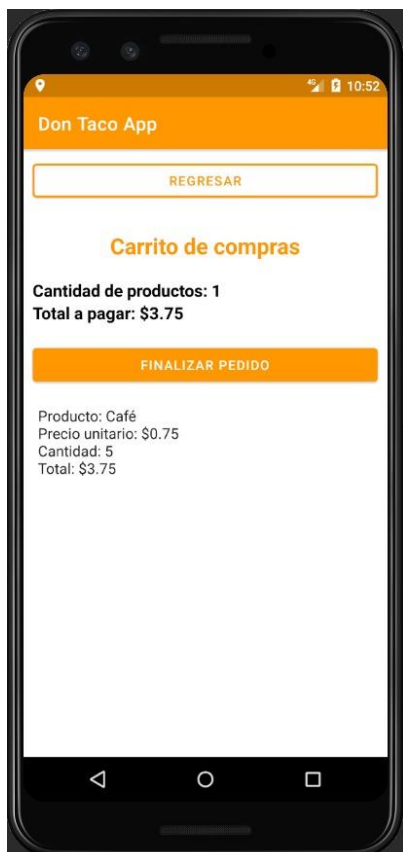 4G 10:52
Don Taco App
REGRESAR
Carrito de compras
Cantidad de productos: 1
Total a pagar: $3.75
FINALIZAR PEDIDO
Producto: Café
Precio unitario: $0.75
Cantidad: 5
Total: $3.75